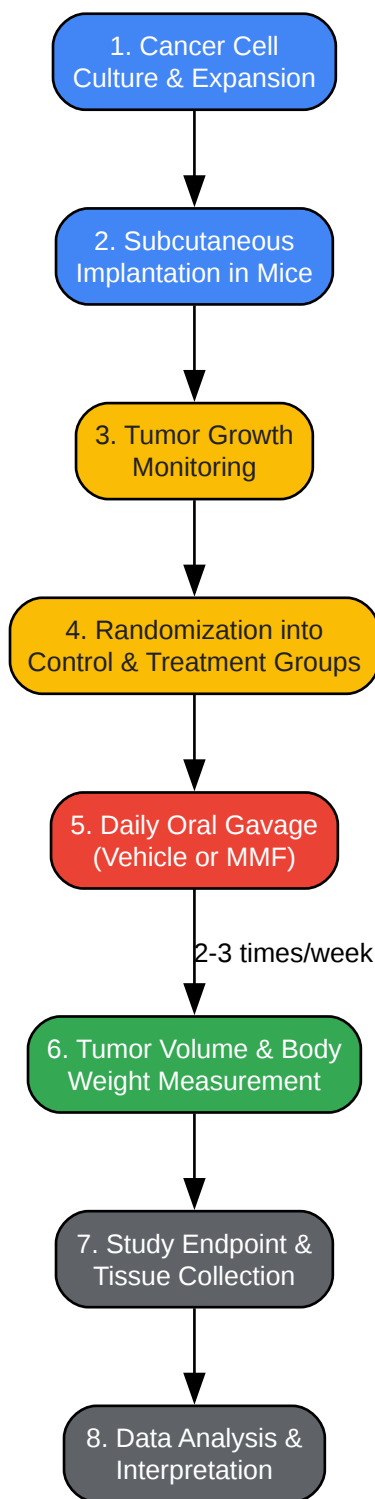 1. Cancer Cell
Culture & Expansion
2. Subcutaneous
Implantation in Mice
3. Tumor Growth
Monitoring
4. Randomization into
Control & Treatment Groups
5. Daily Oral Gavage
(Vehicle or MMF)
2-3 times/week
6. Tumor Volume & Body
Weight Measurement
7. Study Endpoint &
Tissue Collection
8. Data Analysis &
Interpretation